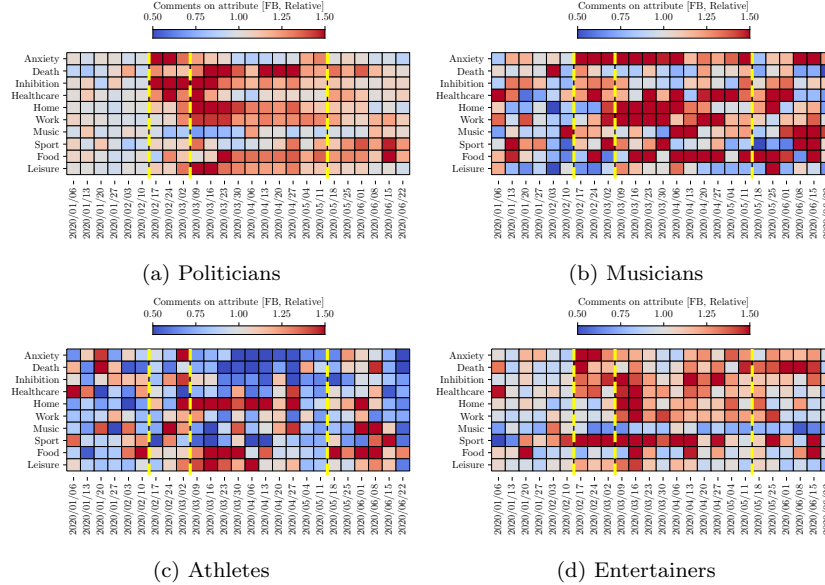 Comments on attribute [FB, Relative]
0.50 0.75 1.00 1.25 1.50
Anxiety
Death
Inhibition
Healthcare
Home
Work
Music
Sport
Food
Leisure
2020/01/06
2020/01/13
2020/01/20
2020/01/27
2020/02/03
2020/02/10
2020/02/17
2020/02/24
2020/03/02
2020/03/09
2020/03/16
2020/03/23
2020/03/30
2020/04/06
2020/04/13
2020/04/20
2020/04/27
2020/05/04
2020/05/11
2020/05/18
2020/05/25
2020/06/01
2020/06/08
2020/06/15
2020/06/22
(a) Politicians
Comments on attribute [FB, Relative]
0.50 0.75 1.00 1.25 1.50
Anxiety
Death
Inhibition
Healthcare
Home
Work
Music
Sport
Food
Leisure
2020/01/06
2020/01/13
2020/01/20
2020/01/27
2020/02/03
2020/02/10
2020/02/17
2020/02/24
2020/03/02
2020/03/09
2020/03/16
2020/03/23
2020/03/30
2020/04/06
2020/04/13
2020/04/20
2020/04/27
2020/05/04
2020/05/11
2020/05/18
2020/05/25
2020/06/01
2020/06/08
2020/06/15
(b) Musicians
Comments on attribute [FB, Relative]
0.50 0.75 1.00 1.25 1.50
Anxiety
Death
Inhibition
Healthcare
Home
Work
Music
Sport
Food
Leisure
2020/01/06
2020/01/13
2020/01/20
2020/01/27
2020/02/03
2020/02/10
2020/02/17
2020/02/24
2020/03/02
2020/03/09
2020/03/16
2020/03/23
2020/03/30
2020/04/06
2020/04/13
2020/04/20
2020/04/27
2020/05/04
2020/05/11
2020/05/18
2020/05/25
2020/06/01
2020/06/08
2020/06/15
2020/06/22
(c) Athletes
Comments on attribute [FB, Relative]
0.50 0.75 1.00 1.25 1.50
Anxiety
Death
Inhibition
Healthcare
Home
Work
Music
Sport
Food
Leisure
2020/01/06
2020/01/13
2020/01/20
2020/01/27
2020/02/03
2020/02/10
2020/02/17
2020/02/24
2020/03/02
2020/03/09
2020/03/16
2020/03/23
2020/03/30
2020/04/06
2020/04/13
2020/04/20
2020/04/27
2020/05/04
2020/05/11
2020/05/18
2020/05/25
2020/06/01
2020/06/08
2020/06/15
(d) Entertainers